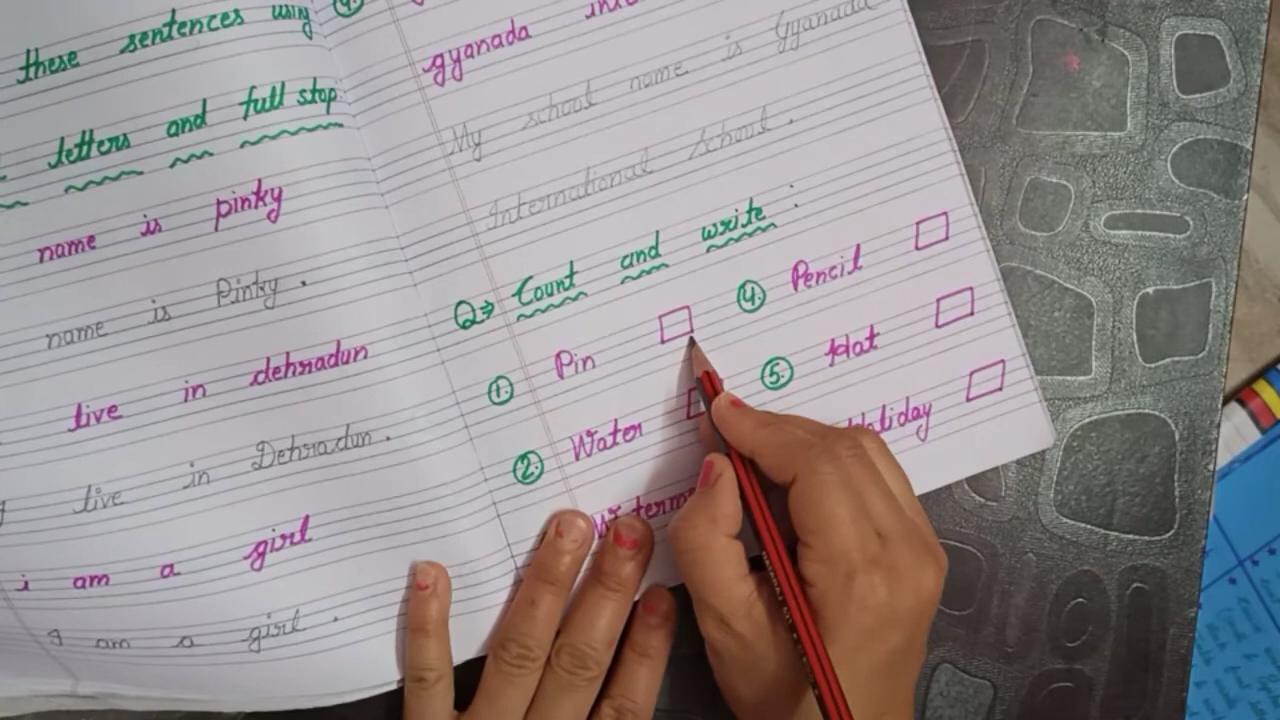 these sentences using
letters and full stop
name is pinky
name is Pinky.
live in dehradun
I live in Dehradun.
i am a girl
I am a girl.
gyanada
My school name is Gyanada
International School.
Q⇒ Count and write :
1. Pin
2. Water
4. Pencil
5. Hat
Holiday